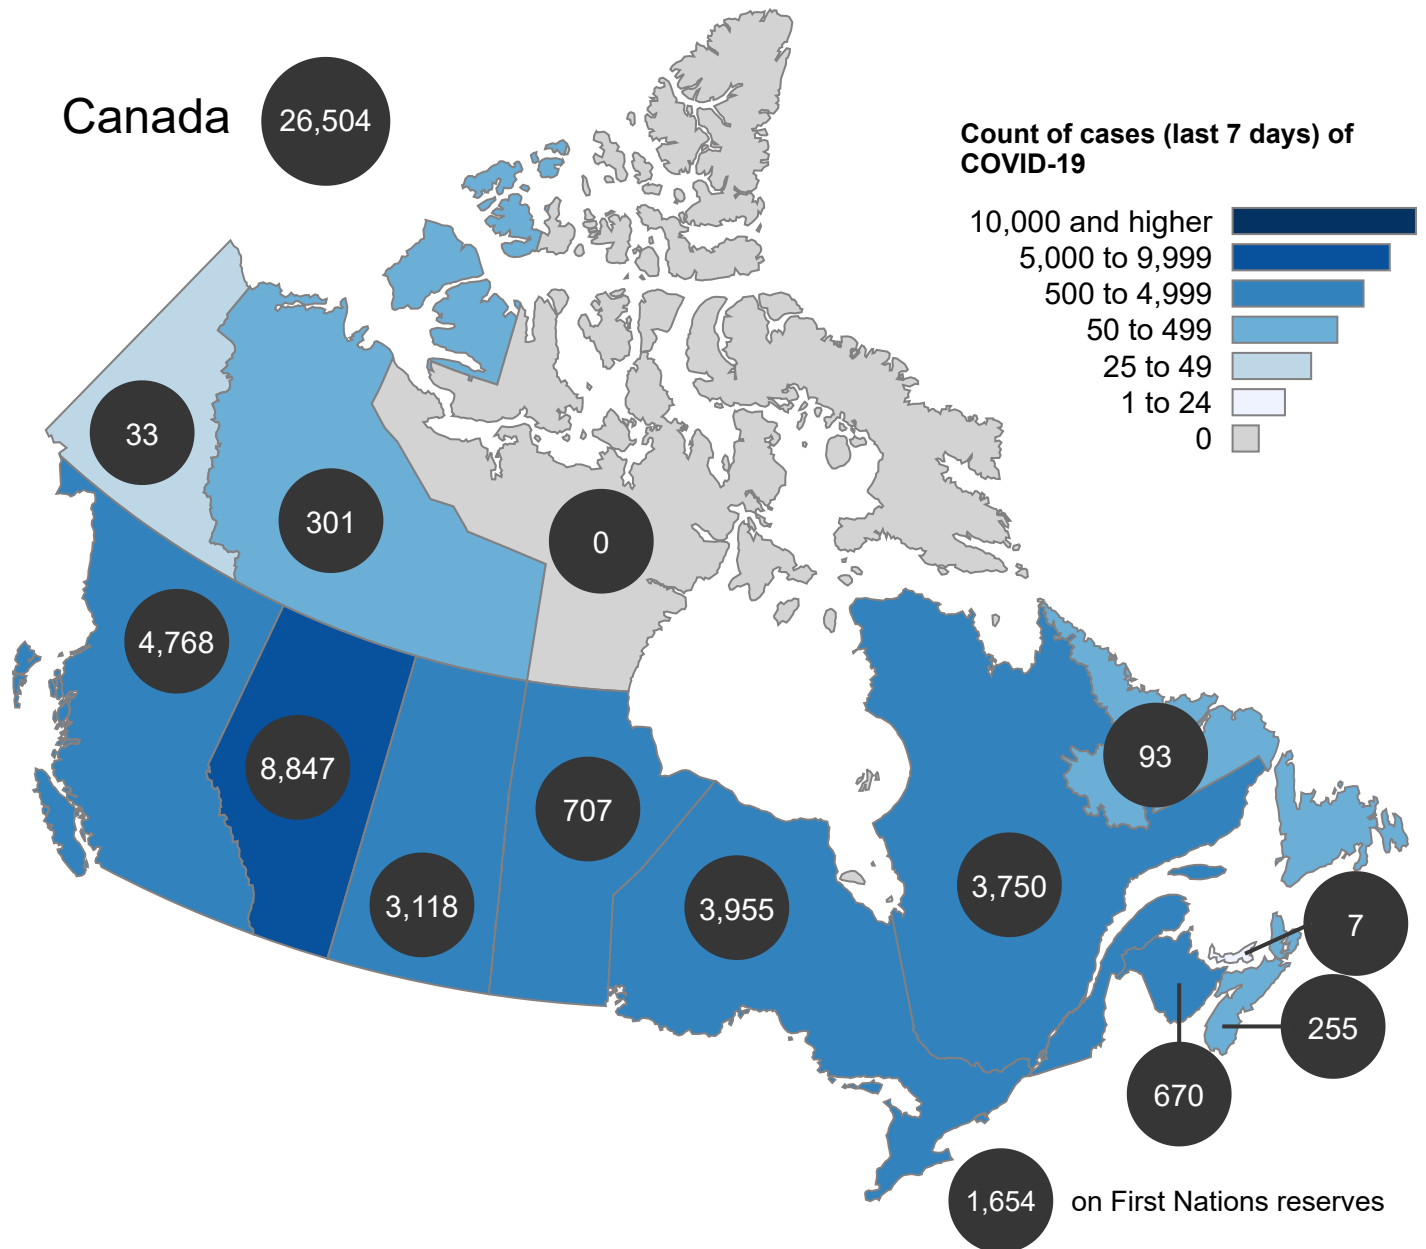 Canada
26,504
Count of cases (last 7 days) of
COVID-19
10,000 and higher
5,000 to 9,999
500 to 4,999
50 to 499
25 to 49
1 to 24
0
33
301
0
4,768
8,847
3,118
707
3,955
3,750
93
7
255
670
1,654
on First Nations reserves